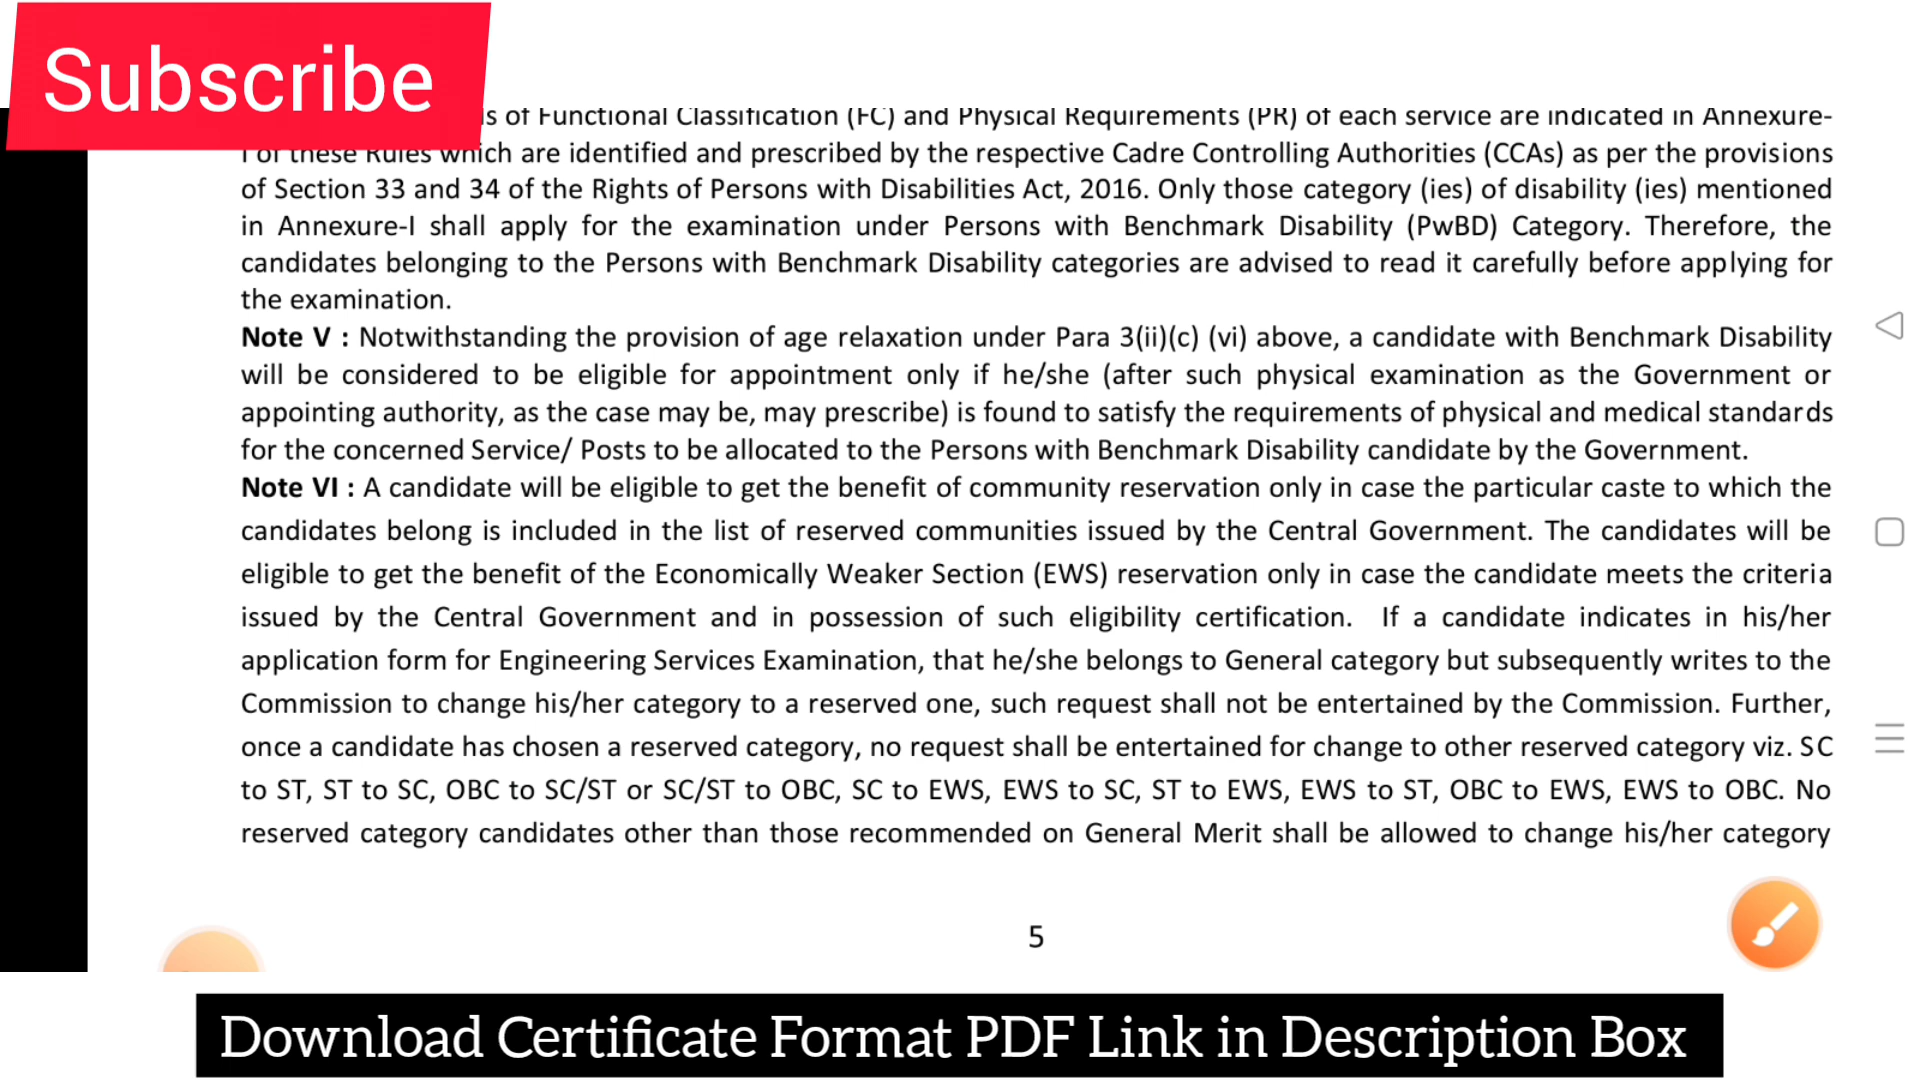 Subscribe
s of Functional Classification (FC) and Physical Requirements (PR) of each service are indicated in Annexure-
I of these Rules which are identified and prescribed by the respective Cadre Controlling Authorities (CCAs) as per the provisions
of Section 33 and 34 of the Rights of Persons with Disabilities Act, 2016. Only those category (ies) of disability (ies) mentioned
in Annexure-I shall apply for the examination under Persons with Benchmark Disability (PwBD) Category. Therefore, the
candidates belonging to the Persons with Benchmark Disability categories are advised to read it carefully before applying for
the examination.
Note V : Notwithstanding the provision of age relaxation under Para 3(ii)(c) (vi) above, a candidate with Benchmark Disability
will be considered to be eligible for appointment only if he/she (after such physical examination as the Government or
appointing authority, as the case may be, may prescribe) is found to satisfy the requirements of physical and medical standards
for the concerned Service/ Posts to be allocated to the Persons with Benchmark Disability candidate by the Government.
Note VI : A candidate will be eligible to get the benefit of community reservation only in case the particular caste to which the
candidates belong is included in the list of reserved communities issued by the Central Government. The candidates will be
eligible to get the benefit of the Economically Weaker Section (EWS) reservation only in case the candidate meets the criteria
issued by the Central Government and in possession of such eligibility certification. If a candidate indicates in his/her
application form for Engineering Services Examination, that he/she belongs to General category but subsequently writes to the
Commission to change his/her category to a reserved one, such request shall not be entertained by the Commission. Further,
once a candidate has chosen a reserved category, no request shall be entertained for change to other reserved category viz. SC
to ST, ST to SC, OBC to SC/ST or SC/ST to OBC, SC to EWS, EWS to SC, ST to EWS, EWS to ST, OBC to EWS, EWS to OBC. No
reserved category candidates other than those recommended on General Merit shall be allowed to change his/her category
5
Download Certificate Format PDF Link in Description Box